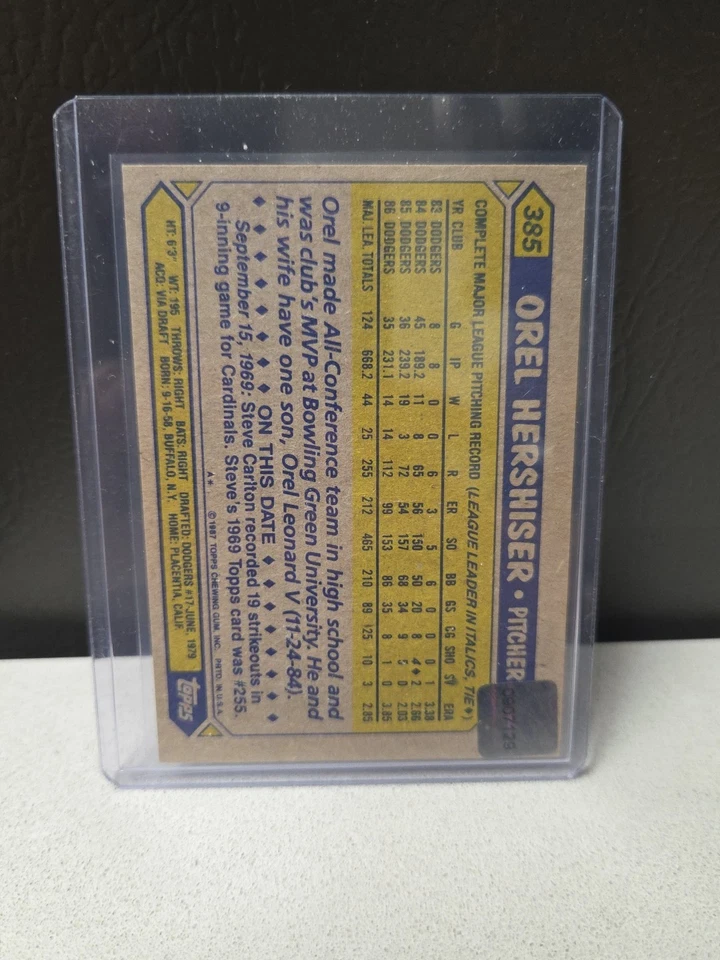 385 OREL HERSHISER • PITCHER
0907123
COMPLETE MAJOR LEAGUE PITCHING RECORD (LEAGUE LEADER IN ITALICS, TIE♦)
YR CLUB G IP W L R ER SO BB GS CG SHO SV ERA
83 DODGERS 8 8 0 0 6 3 5 6 0 0 0 1 3.38
84 DODGERS 45 189.2 11 8 65 56 150 50 20 8 4♦ 2 2.66
85 DODGERS 36 239.2 19 3 72 54 157 68 34 9 5 0 2.03
86 DODGERS 35 231.1 14 14 112 99 153 86 35 8 1 0 3.85
MAJ. LEA. TOTALS 124 668.2 44 25 255 212 465 210 89 25 10 3 2.85
Orel made All-Conference team in high school and
was club's MVP at Bowling Green University. He and
his wife have one son, Orel Leonard V (11-24-84).
♦ ♦ ♦ ♦ ♦ ♦ ♦ ON THIS DATE ♦ ♦ ♦ ♦ ♦ ♦ ♦
September 15, 1969: Steve Carlton recorded 19 strikeouts in
9-inning game for Cardinals. Steve's 1969 Topps card was #255.
A* © 1987 TOPPS CHEWING GUM, INC. PRTD. IN U.S.A.
HT: 6'3" WT: 195 THROWS: RIGHT BATS: RIGHT DRAFTED: DODGERS #17-JUNE, 1979
ACQ: VIA DRAFT BORN: 9-16-58, BUFFALO, N.Y. HOME: PLACENTIA, CALIF.
TOPPS